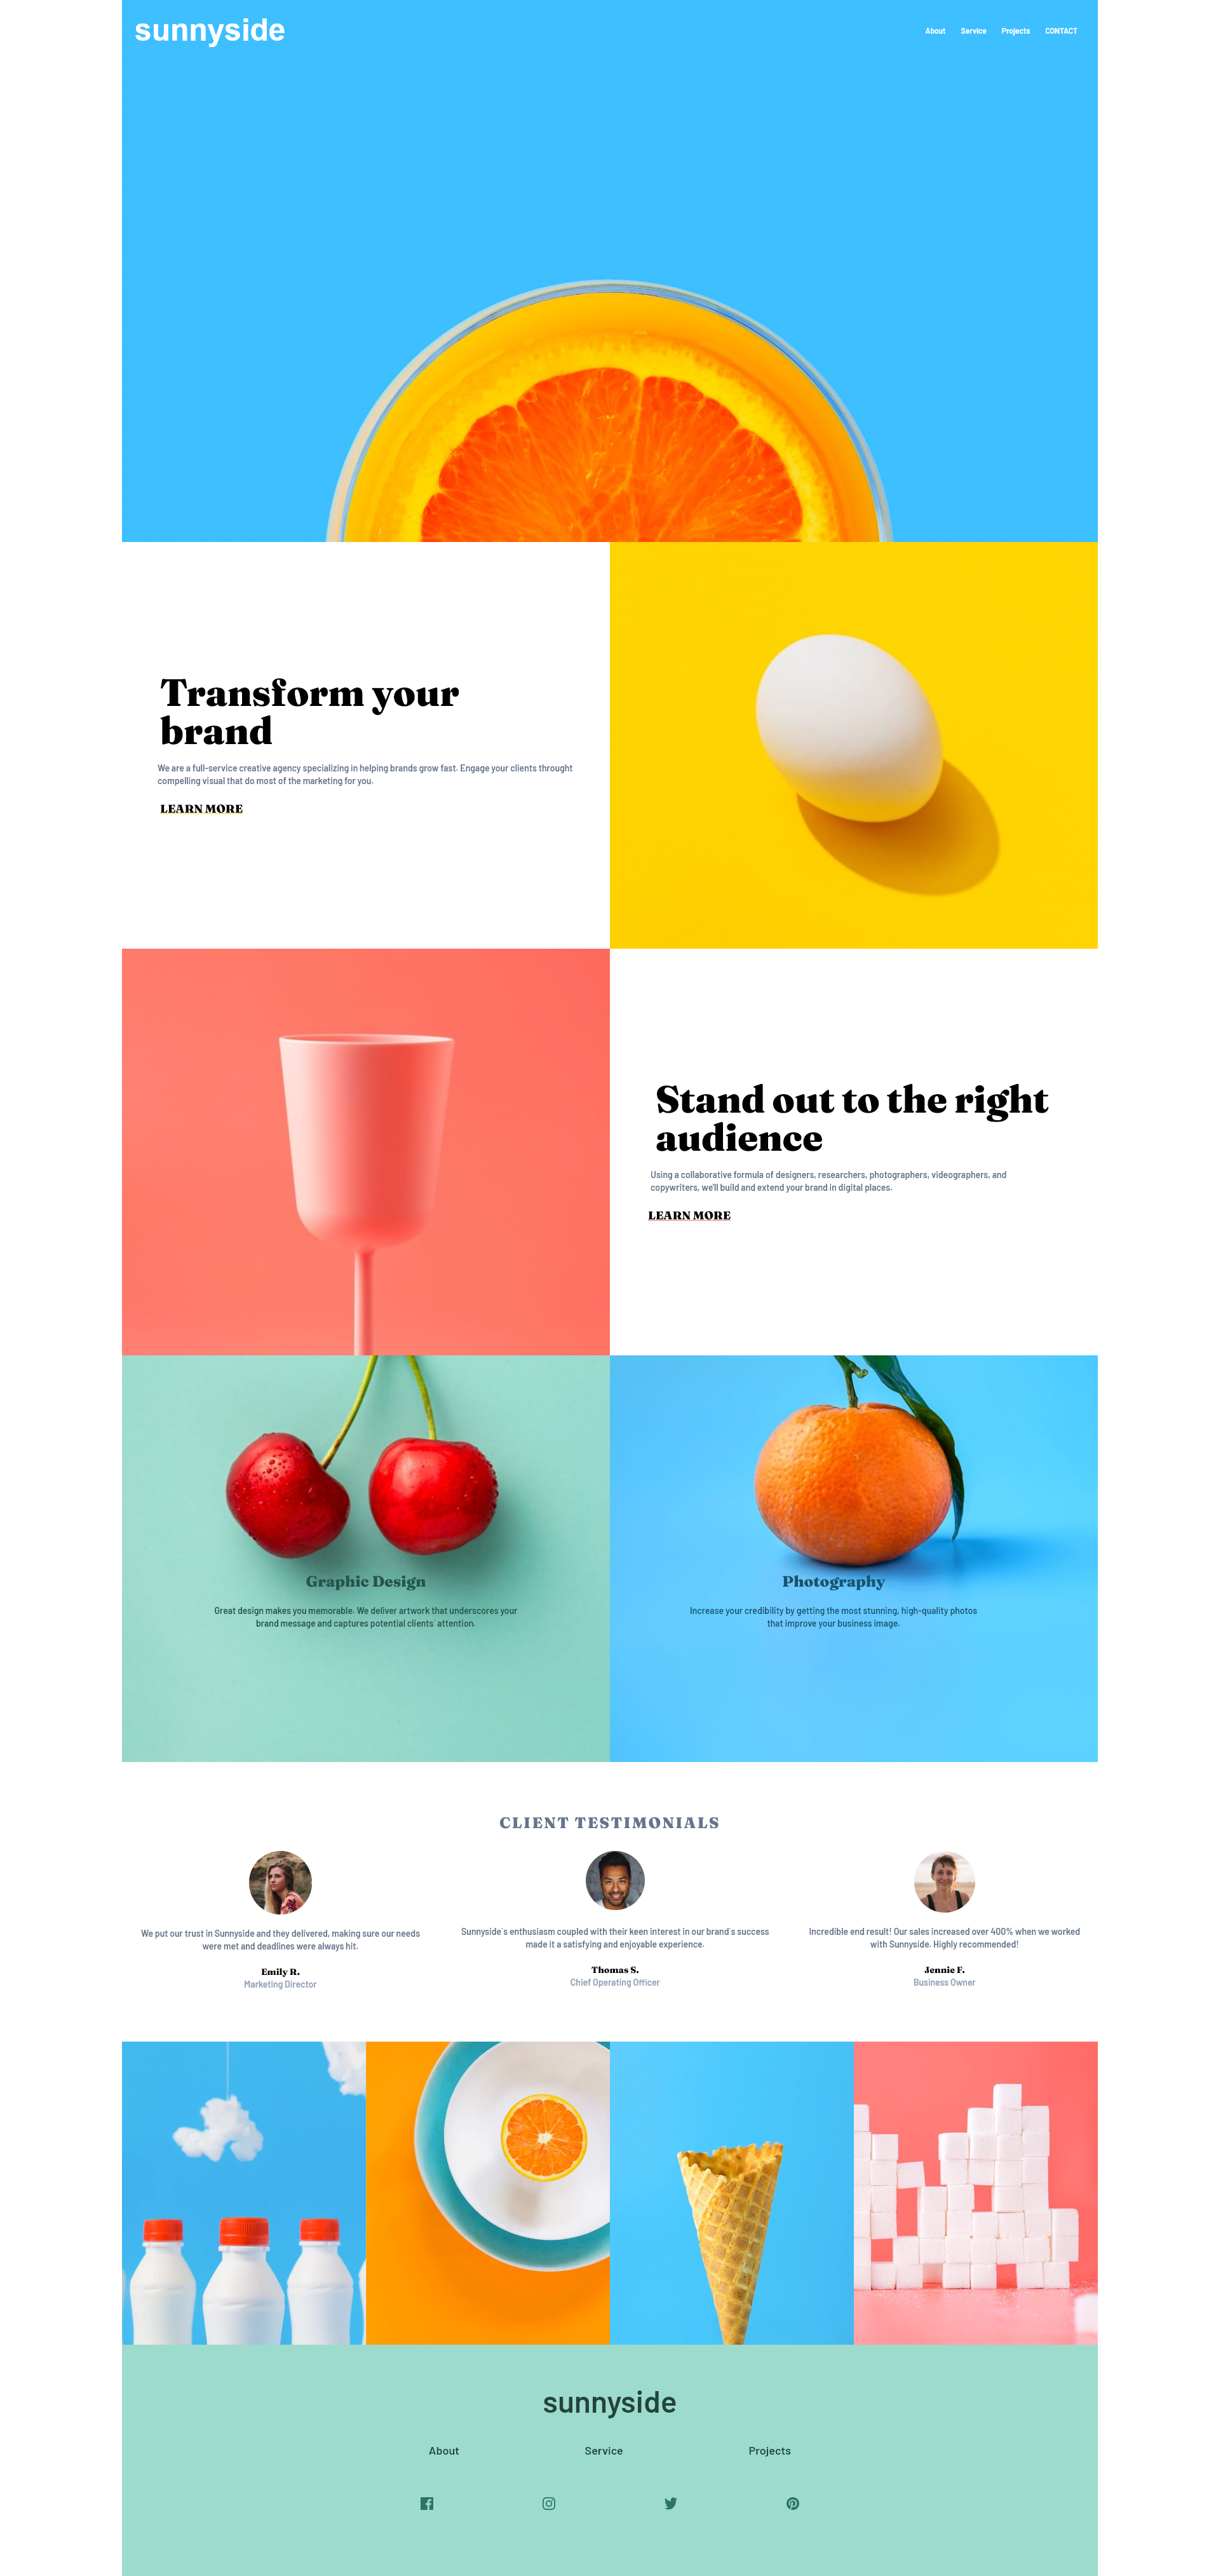 sunnyside
About Service Projects CONTACT
Transform your
brand
We are a full-service creative agency specializing in helping brands grow fast. Engage your clients throught
compelling visual that do most of the marketing for you.
LEARN MORE
Stand out to the right
audience
Using a collaborative formula of designers, researchers, photographers, videographers, and
copywriters, we'll build and extend your brand in digital places.
LEARN MORE
Graphic Design
Great design makes you memorable. We deliver artwork that underscores your
brand message and captures potential clients´ attention.
Photography
Increase your credibility by getting the most stunning, high-quality photos
that improve your business image.
CLIENT TESTIMONIALS
We put our trust in Sunnyside and they delivered, making sure our needs
were met and deadlines were always hit.
Emily R.
Marketing Director
Sunnyside´s enthusiasm coupled with their keen interest in our brand´s success
made it a satisfying and enjoyable experience.
Thomas S.
Chief Operating Officer
Incredible end result! Our sales increased over 400% when we worked
with Sunnyside. Highly recommended!
Jennie F.
Business Owner
sunnyside
About Service Projects